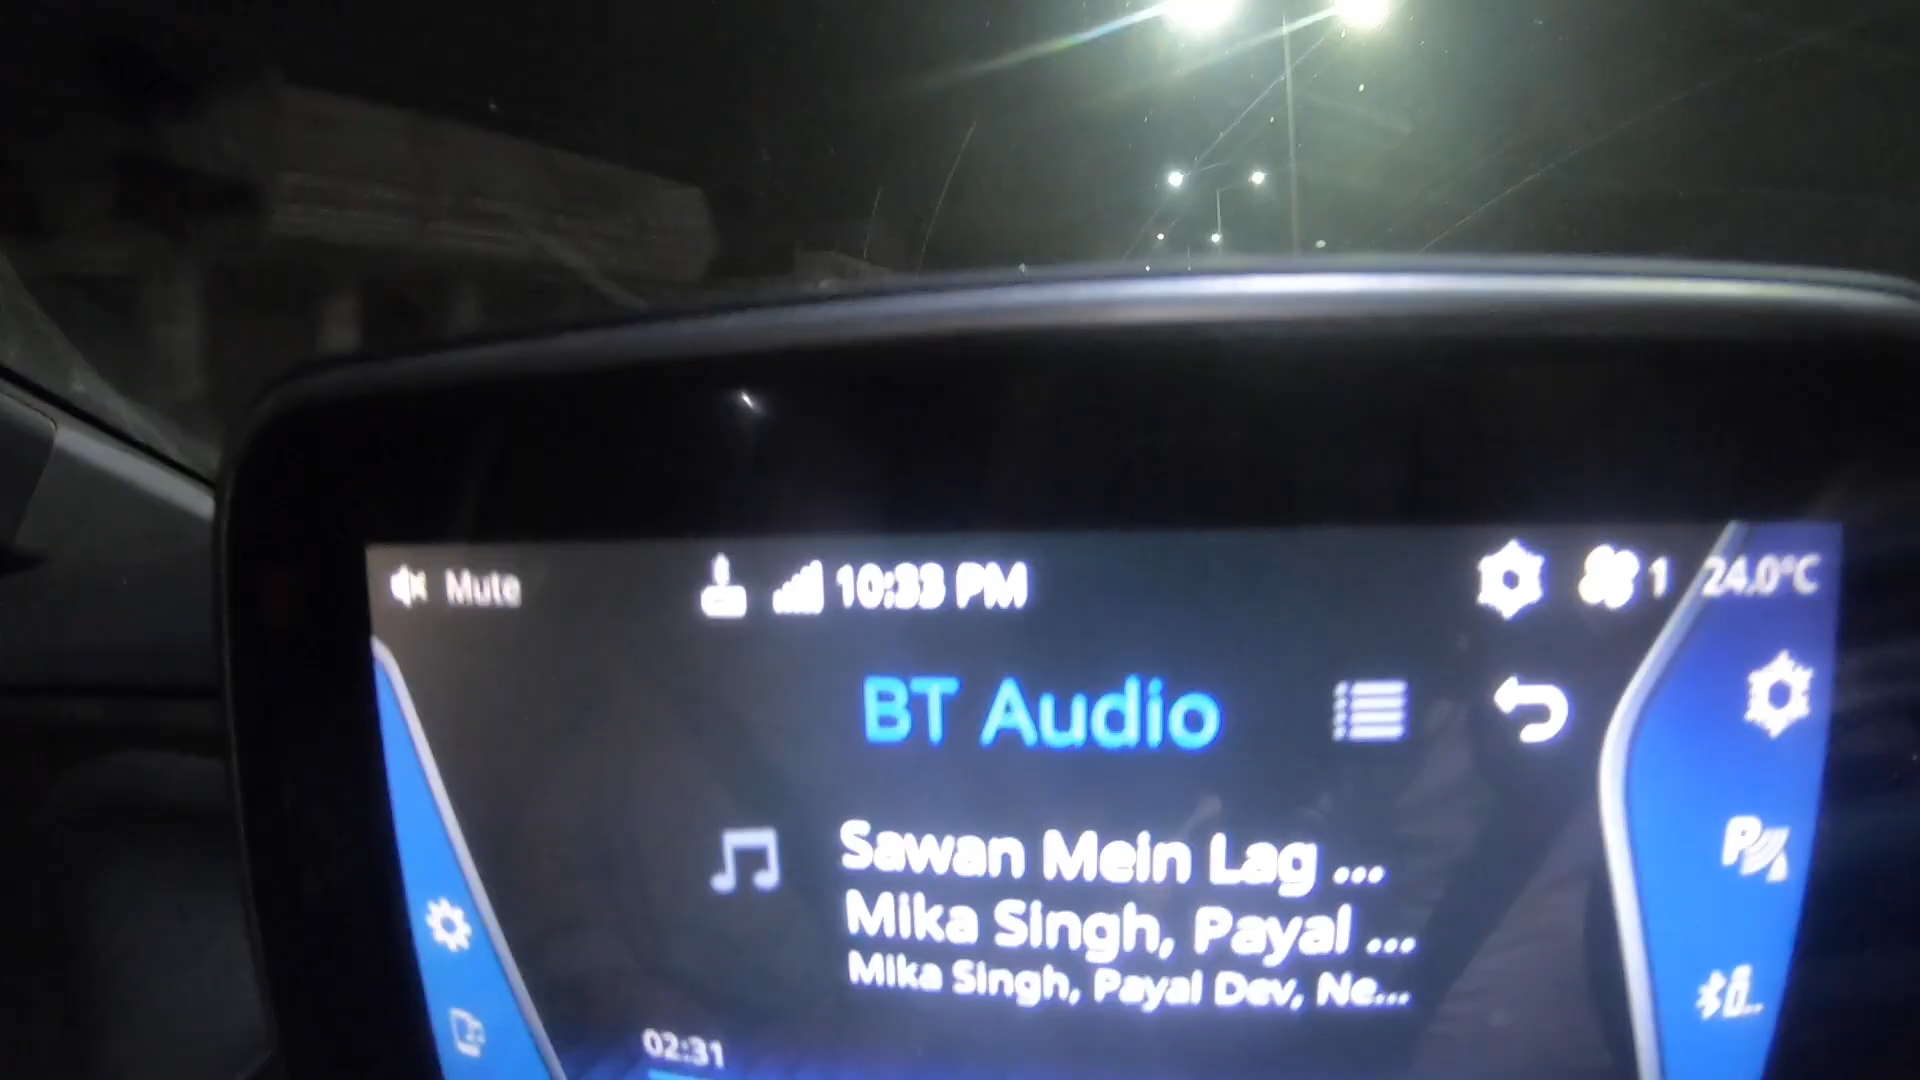 Mute
10:33 PM
1
24.0°C
BT Audio
Sawan Mein Lag ...
Mika Singh, Payal ...
Mika Singh, Payal Dev, Ne...
P
02:31